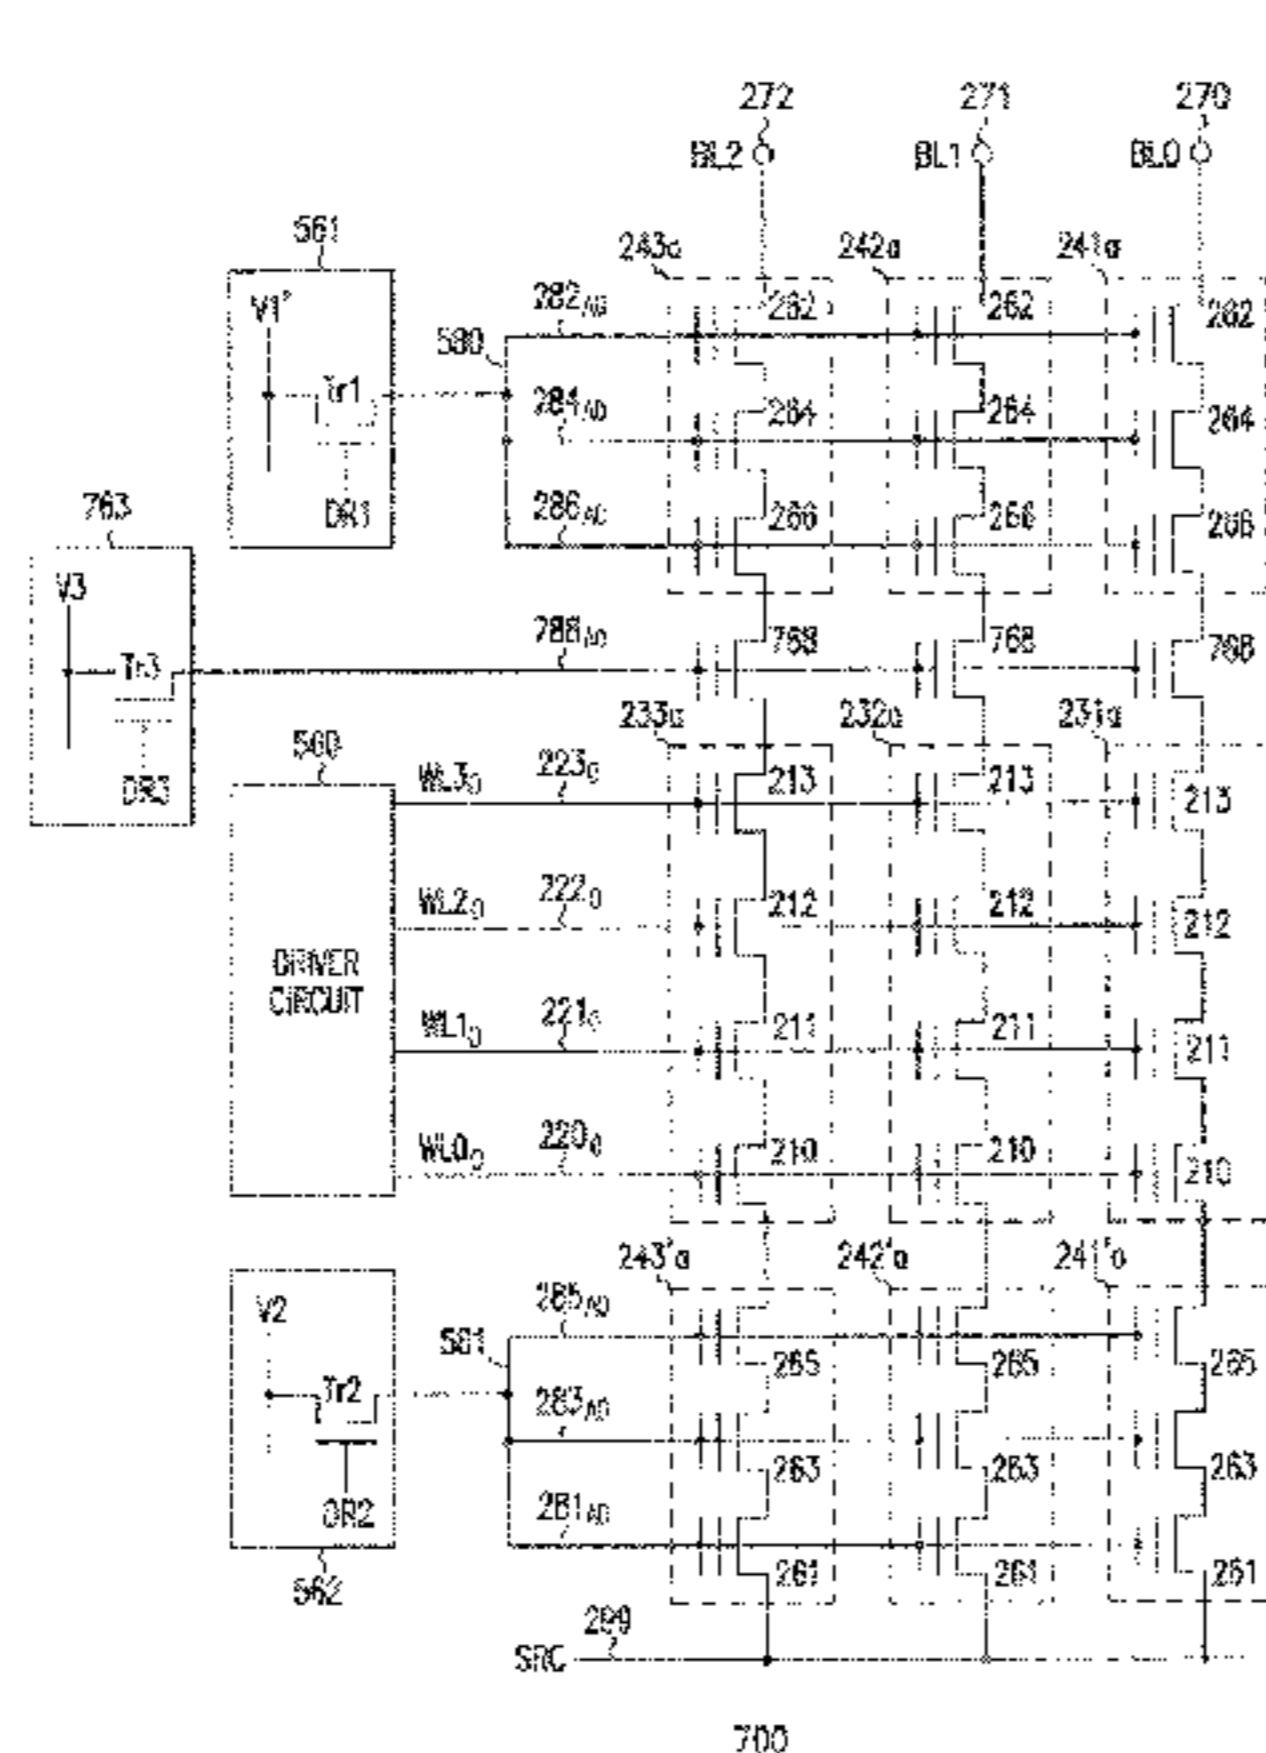 272 271 270
BL2 BL1 BL0
561 243a 242a 241a
V1' 282A0 262 262 262
580
Tr1 284A0 264 264 264
DR1 286A0 266 266 266
763
V3 788A0 768 768 768
Tr3
DR3
233a 232a 231a
560 WL30 2230 213 213 213
WL20 2220 212 212 212
DRIVER
CIRCUIT
WL10 2210 211 211 211
WL00 2200 210 210 210
243'a 242'a 241'a
V2 285A0 265 265 265
581
Tr2 283A0 263 263 263
DR2 281A0 261 261 261
562
SRC 299
700